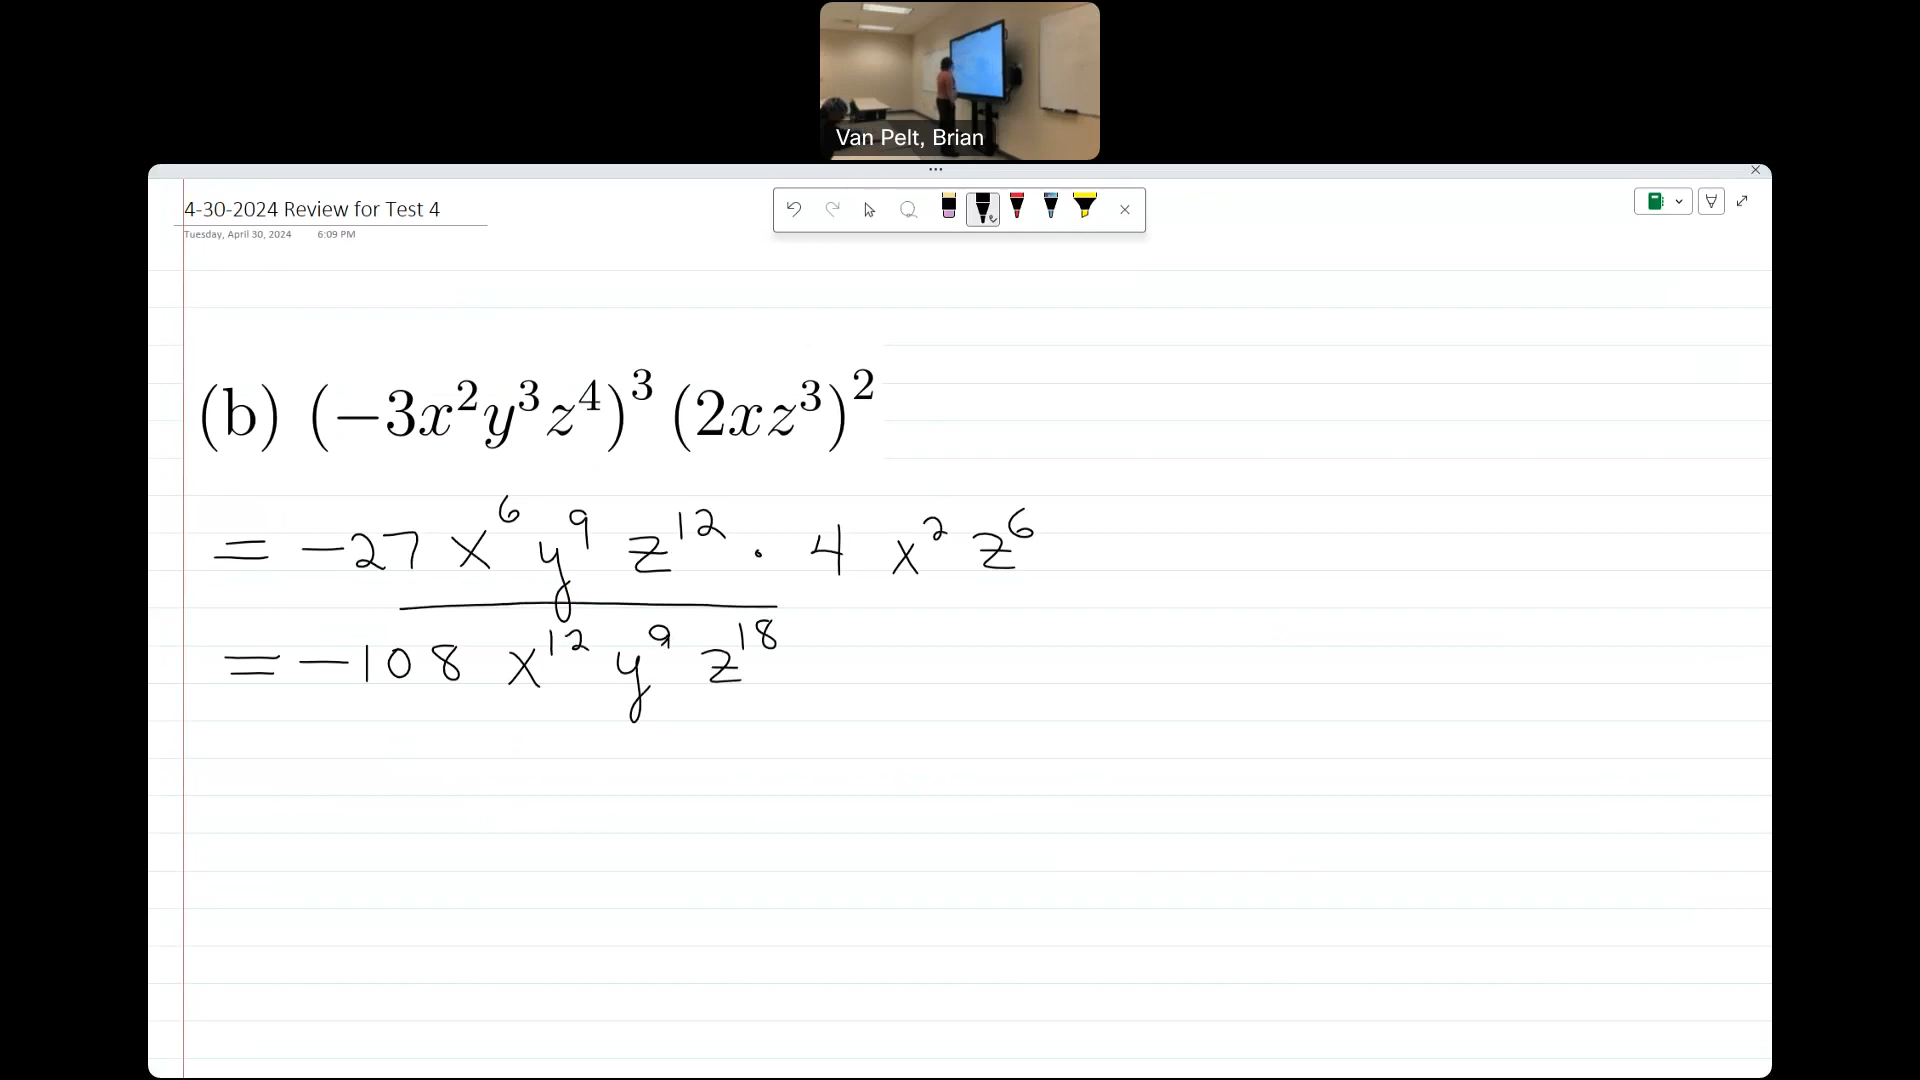 Van Pelt, Brian
4-30-2024 Review for Test 4
Tuesday, April 30, 2024 6:09 PM
(b) (−3x²y³z⁴)³ (2xz³)²
= −27 x⁶ y⁹ z¹² · 4 x² z⁶
= −108 x¹² y⁹ z¹⁸